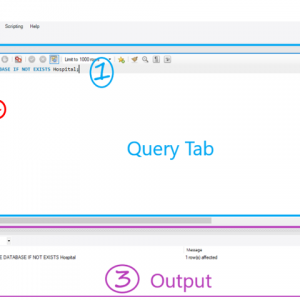 Scripting Help
Limit to 1000 rows
BASE IF NOT EXISTS Hospital;
1
Query Tab
Message
E DATABASE IF NOT EXISTS Hospital 1 row(s) affected
3 Output